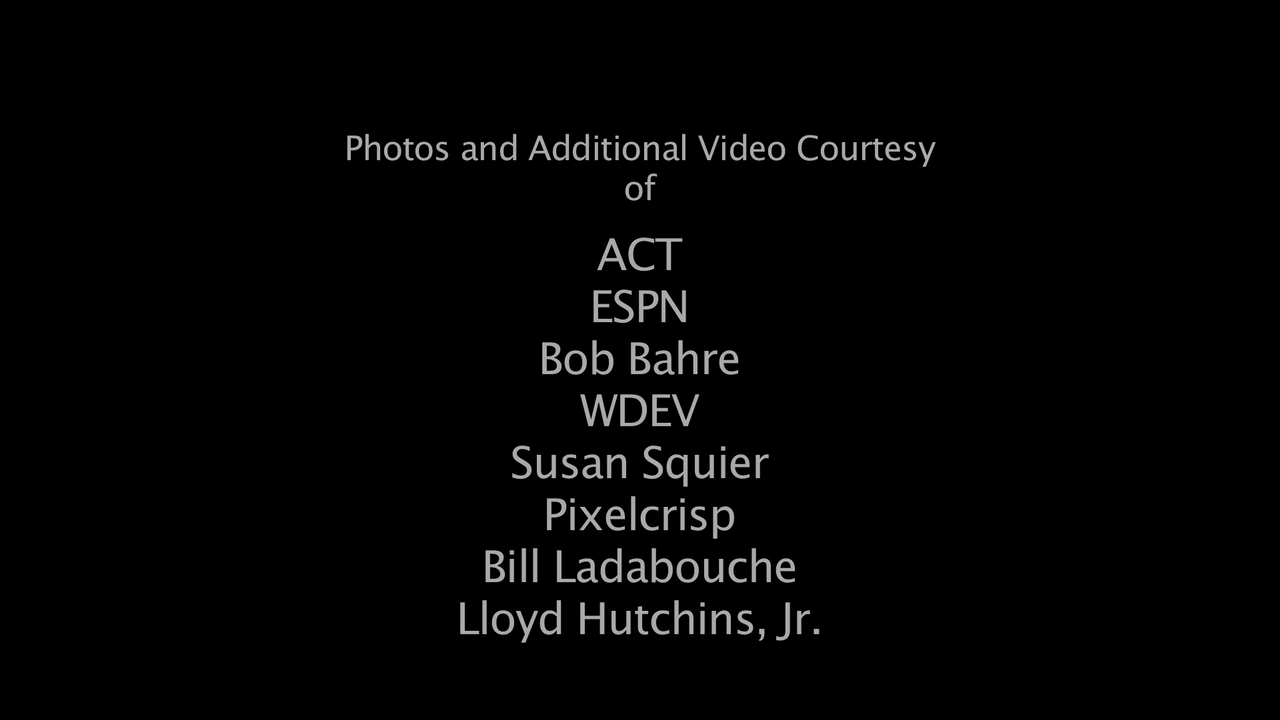 Photos and Additional Video Courtesy
of
ACT
ESPN
Bob Bahre
WDEV
Susan Squier
Pixelcrisp
Bill Ladabouche
Lloyd Hutchins, Jr.